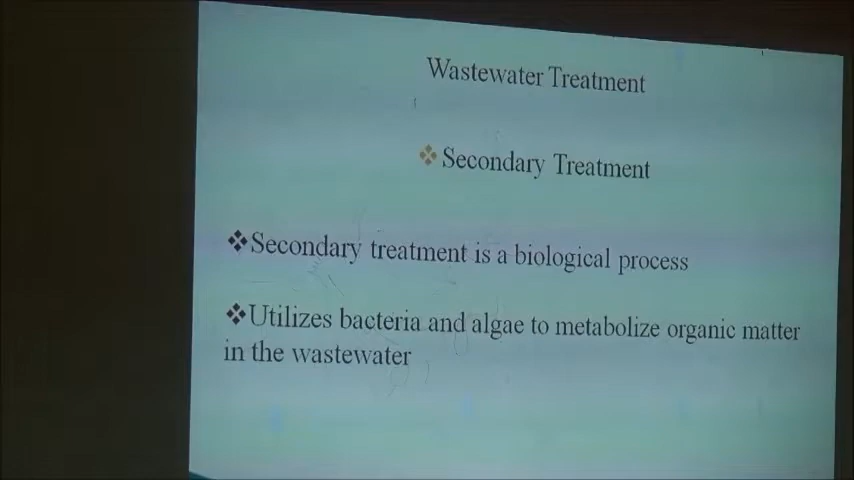 Wastewater Treatment
❖Secondary Treatment
❖Secondary treatment is a biological process
❖Utilizes bacteria and algae to metabolize organic matter
in the wastewater